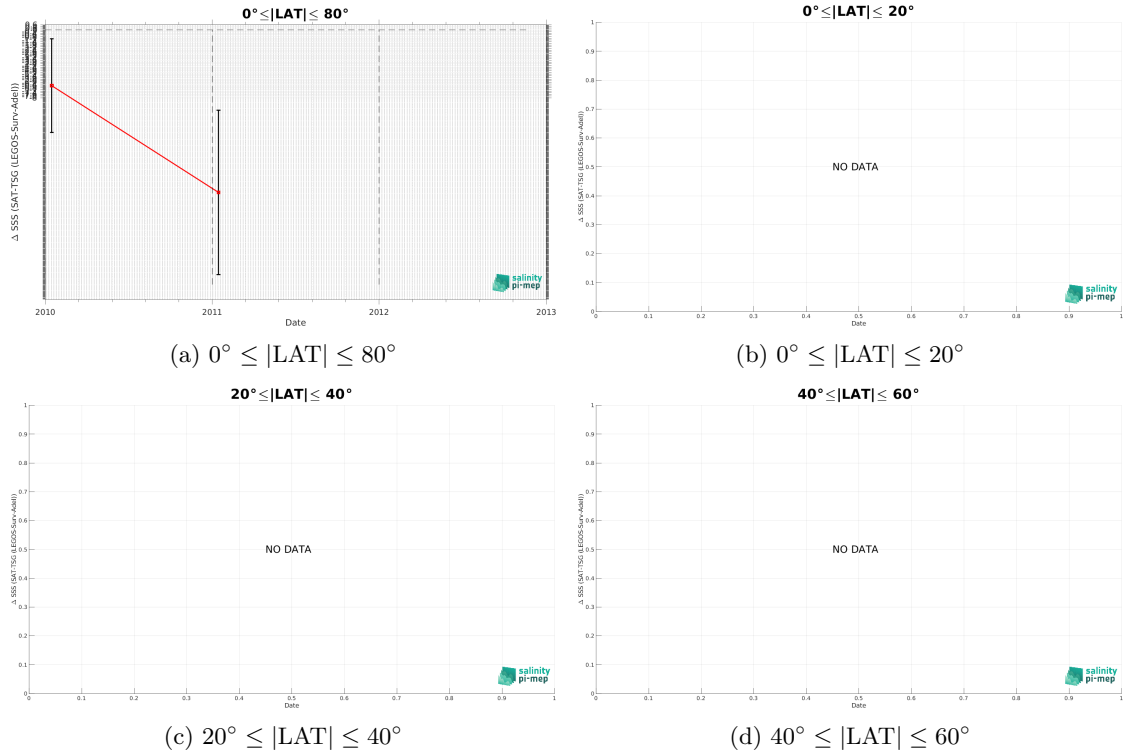 0°≤|LAT|≤ 80°
0.6
Δ SSS (SAT-TSG (LEGOS-Surv-Adel))
salinity
pi-mep
2010 2011 2012 2013
Date
(a) 0° ≤ |LAT| ≤ 80°
0°≤|LAT|≤ 20°
1
0.9
0.8
0.7
0.6
0.5
0.4
0.3
0.2
0.1
0
Δ SSS (SAT-TSG (LEGOS-Surv-Adel))
NO DATA
salinity
pi-mep
0 0.1 0.2 0.3 0.4 0.5 0.6 0.7 0.8 0.9 1
Date
(b) 0° ≤ |LAT| ≤ 20°
20°≤|LAT|≤ 40°
1
0.9
0.8
0.7
0.6
0.5
0.4
0.3
0.2
0.1
0
Δ SSS (SAT-TSG (LEGOS-Surv-Adel))
NO DATA
salinity
pi-mep
0 0.1 0.2 0.3 0.4 0.5 0.6 0.7 0.8 0.9 1
Date
(c) 20° ≤ |LAT| ≤ 40°
40°≤|LAT|≤ 60°
1
0.9
0.8
0.7
0.6
0.5
0.4
0.3
0.2
0.1
0
Δ SSS (SAT-TSG (LEGOS-Surv-Adel))
NO DATA
salinity
pi-mep
0 0.1 0.2 0.3 0.4 0.5 0.6 0.7 0.8 0.9 1
Date
(d) 40° ≤ |LAT| ≤ 60°